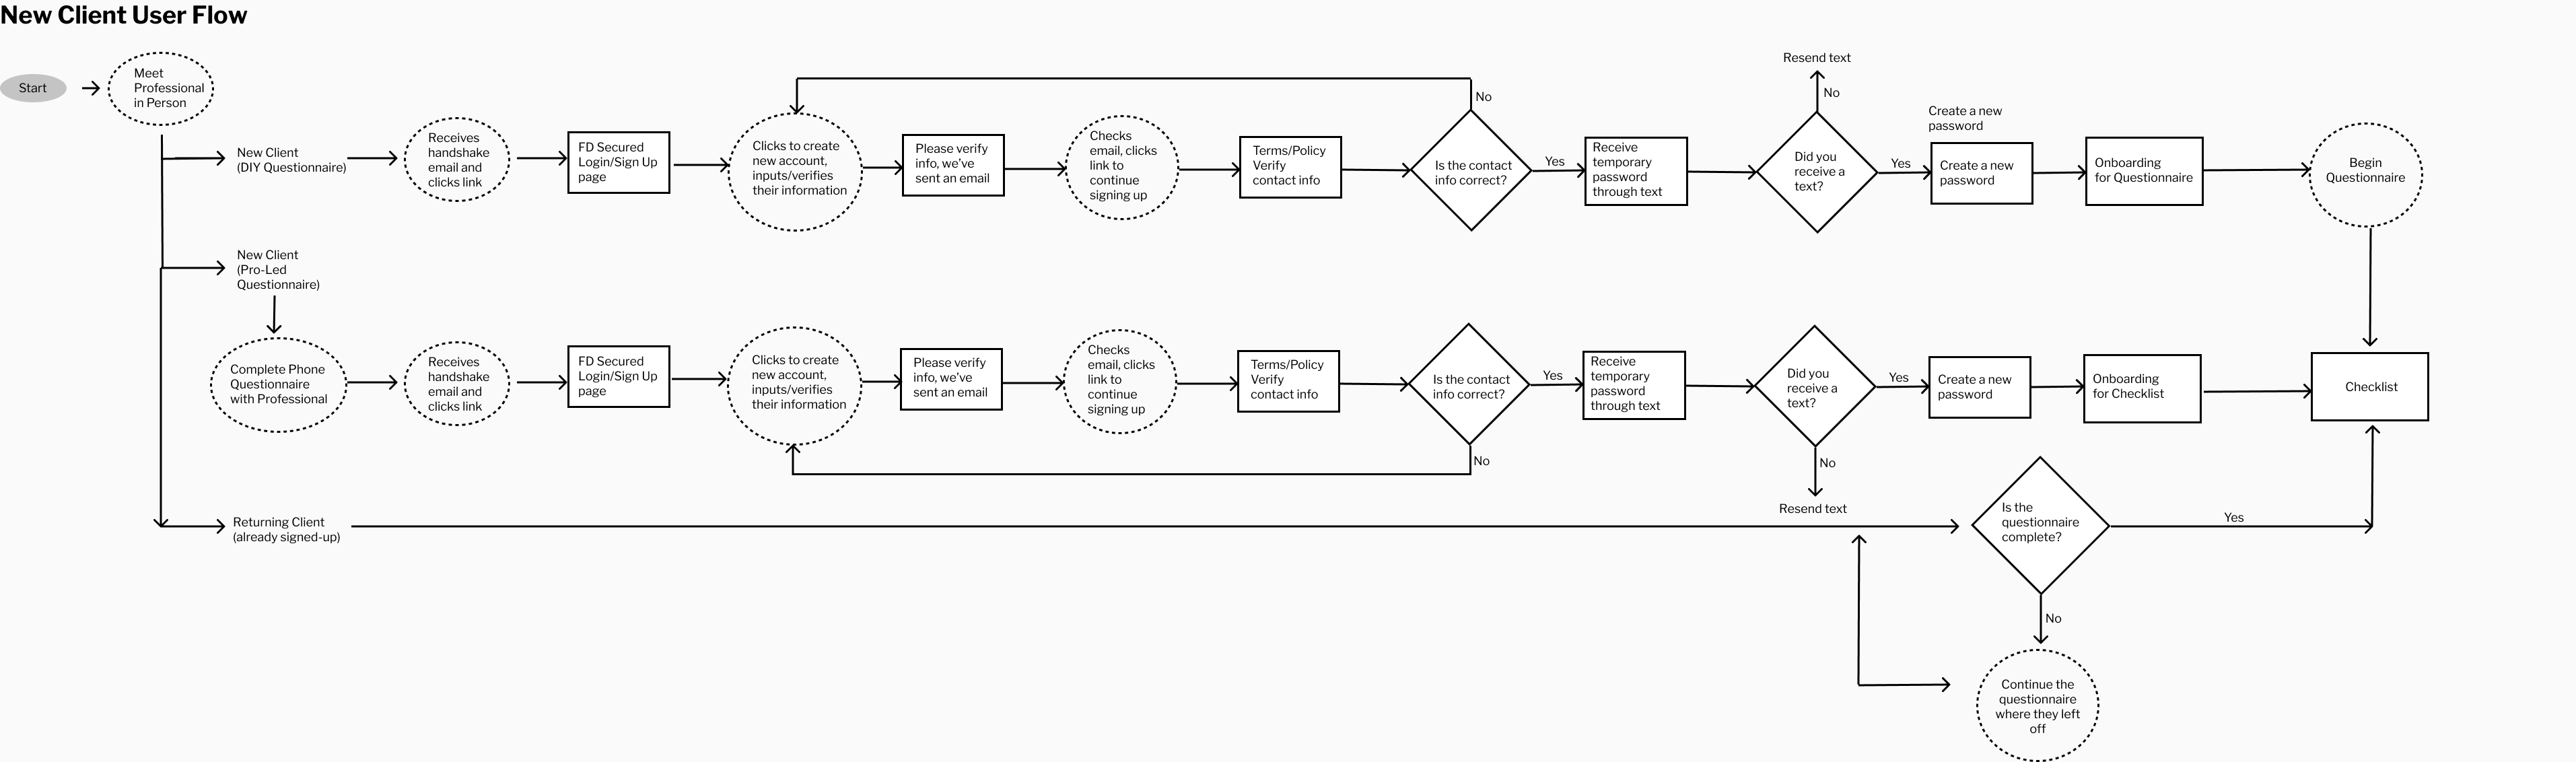 New Client User Flow
Start
Meet
Professional
in Person
New Client
(DIY Questionnaire)
Receives
handshake
email and
clicks link
FD Secured
Login/Sign Up
page
Clicks to create
new account,
inputs/verifies
their information
Please verify
info, we've
sent an email
Checks
email, clicks
link to
continue
signing up
Terms/Policy
Verify
contact info
Is the contact
info correct?
No
Yes
Receive
temporary
password
through text
Did you
receive a
text?
No
Resend text
Yes
Create a new
password
Create a new
password
Onboarding
for Questionnaire
Begin
Questionnaire
New Client
(Pro-Led
Questionnaire)
Complete Phone
Questionnaire
with Professional
Receives
handshake
email and
clicks link
FD Secured
Login/Sign Up
page
Clicks to create
new account,
inputs/verifies
their information
Please verify
info, we've
sent an email
Checks
email, clicks
link to
continue
signing up
Terms/Policy
Verify
contact info
Is the contact
info correct?
No
Yes
Receive
temporary
password
through text
Did you
receive a
text?
No
Resend text
Yes
Create a new
password
Onboarding
for Checklist
Checklist
Returning Client
(already signed-up)
Is the
questionnaire
complete?
Yes
No
Continue the
questionnaire
where they left
off